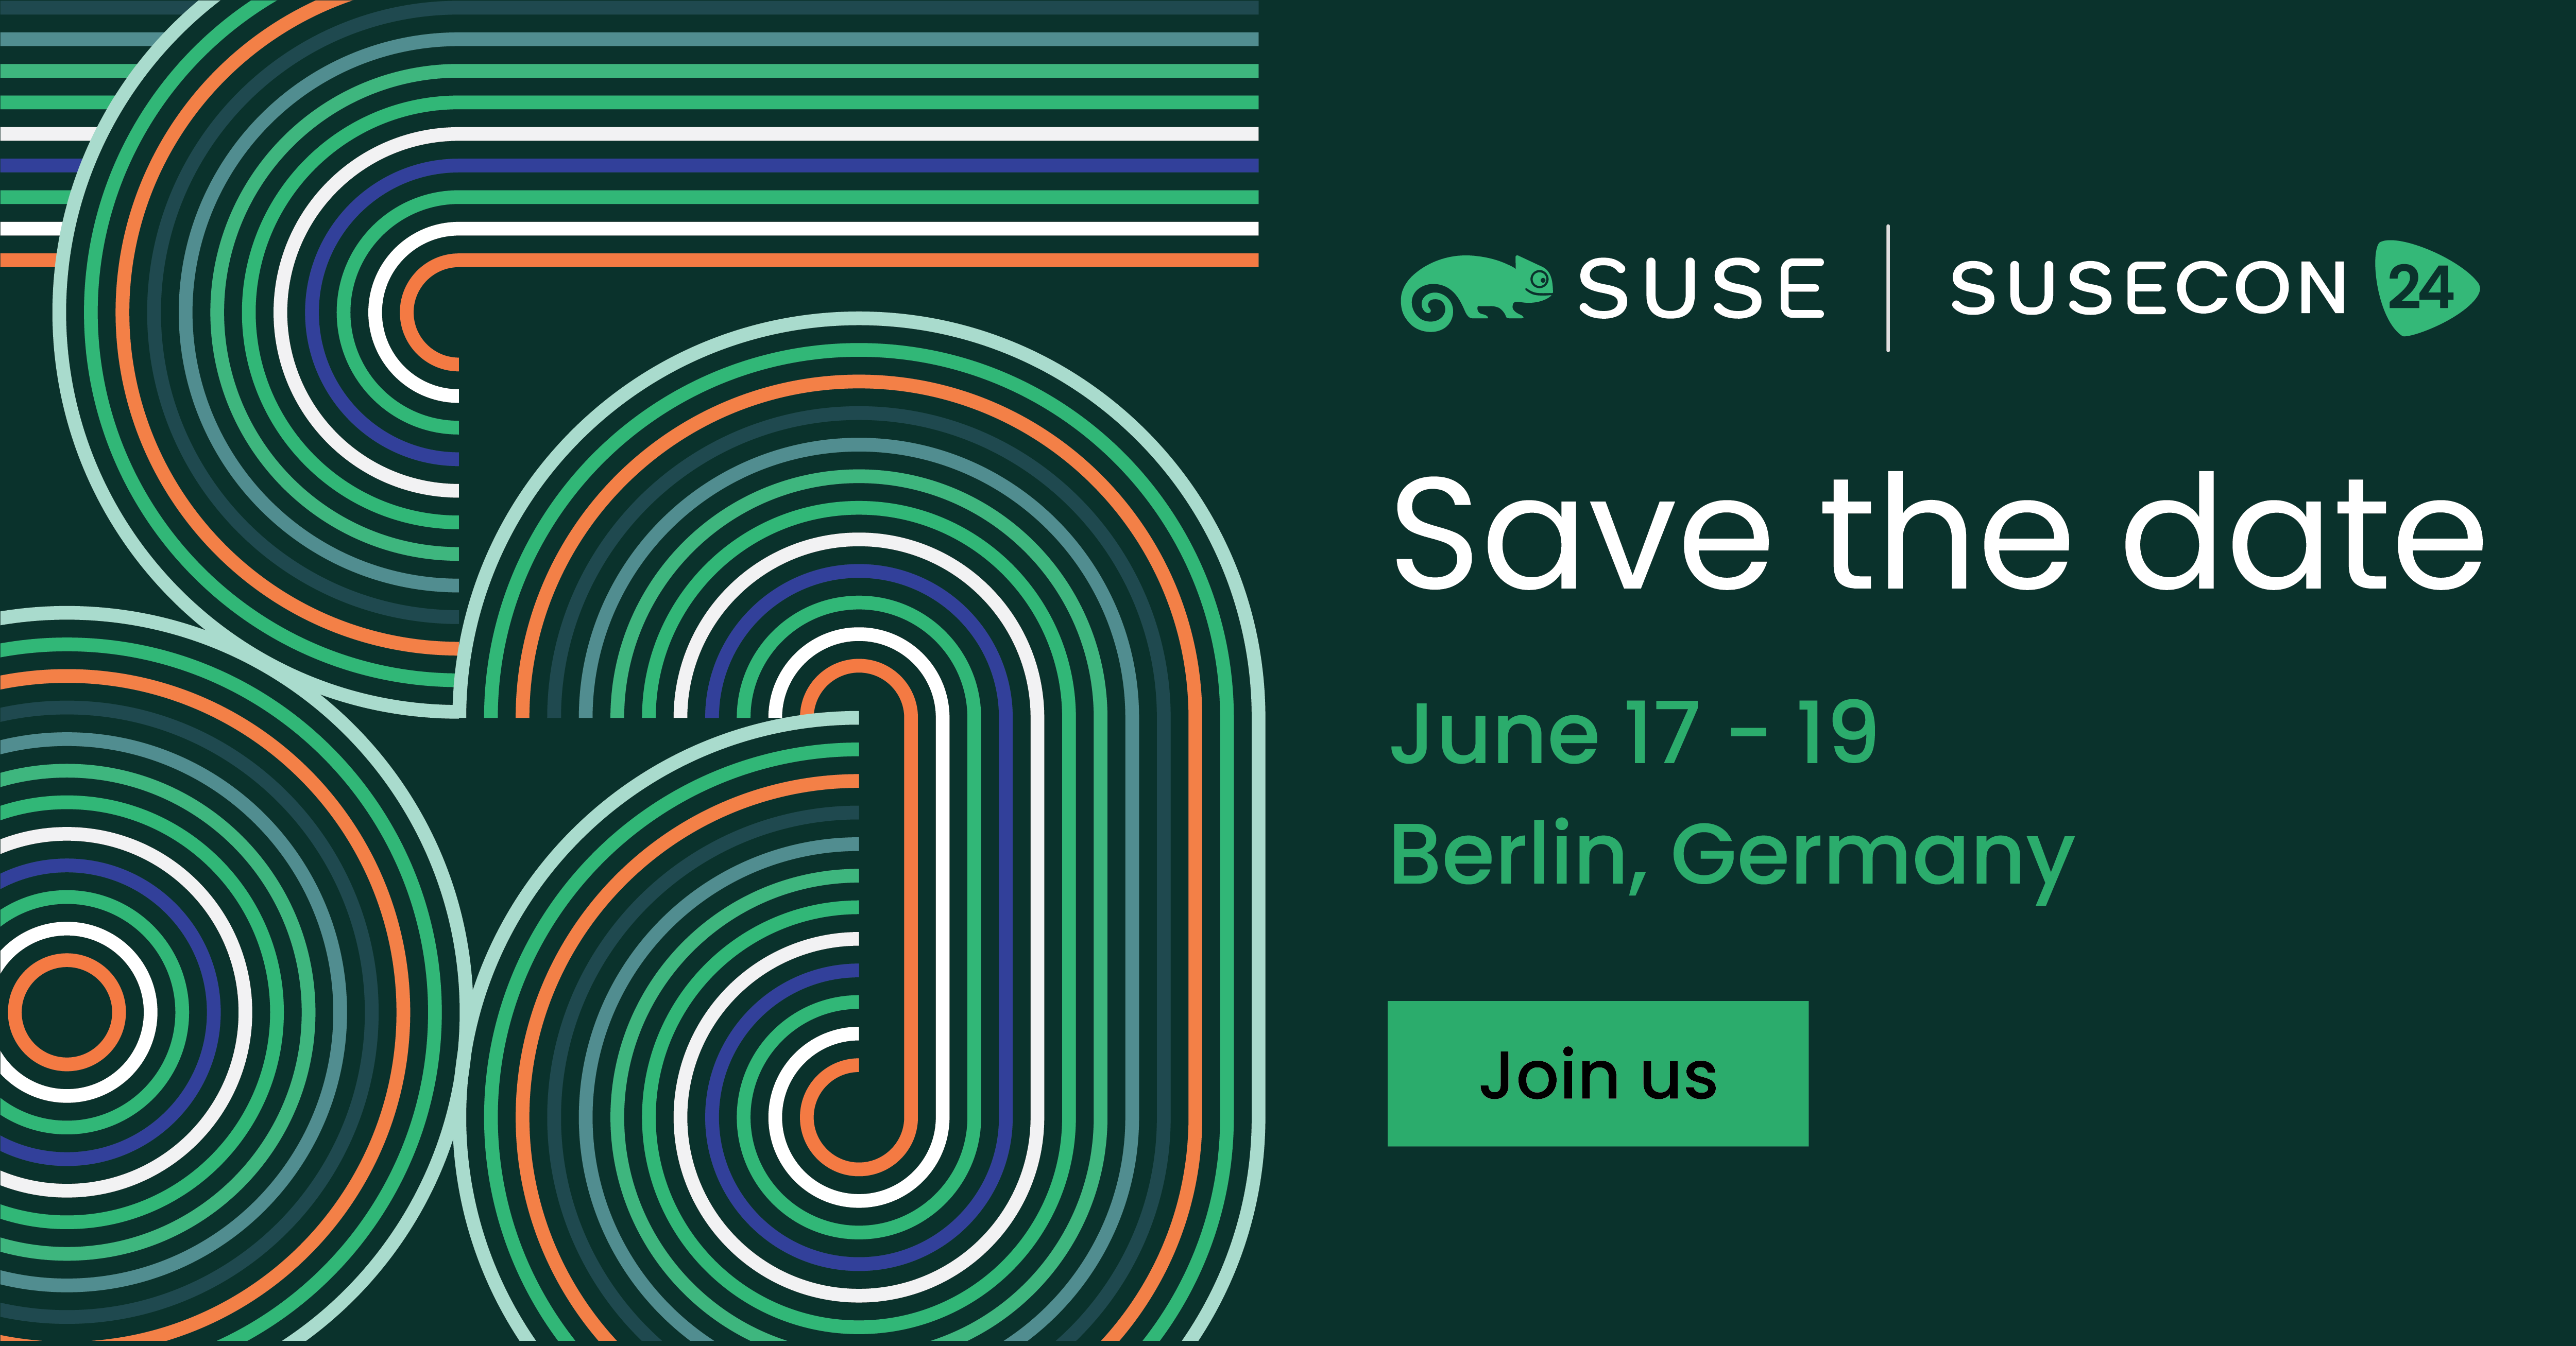 SUSE | SUSECON 24
Save the date
June 17 - 19
Berlin, Germany
Join us